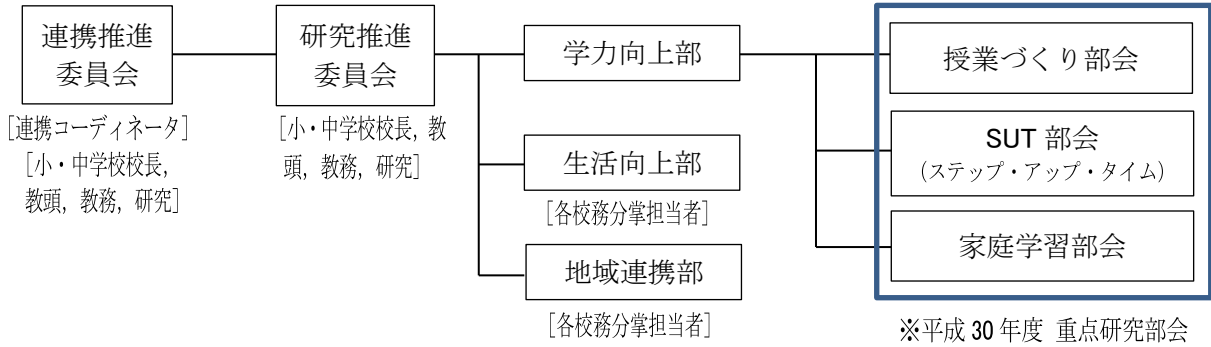 連携推進
委員会
[連携コーディネータ]
[小・中学校校長,
教頭, 教務, 研究]
研究推進
委員会
[小・中学校校長, 教
頭, 教務, 研究]
学力向上部
生活向上部
[各校務分掌担当者]
地域連携部
[各校務分掌担当者]
授業づくり部会
SUT 部会
(ステップ・アップ・タイム)
家庭学習部会
※平成 30 年度 重点研究部会